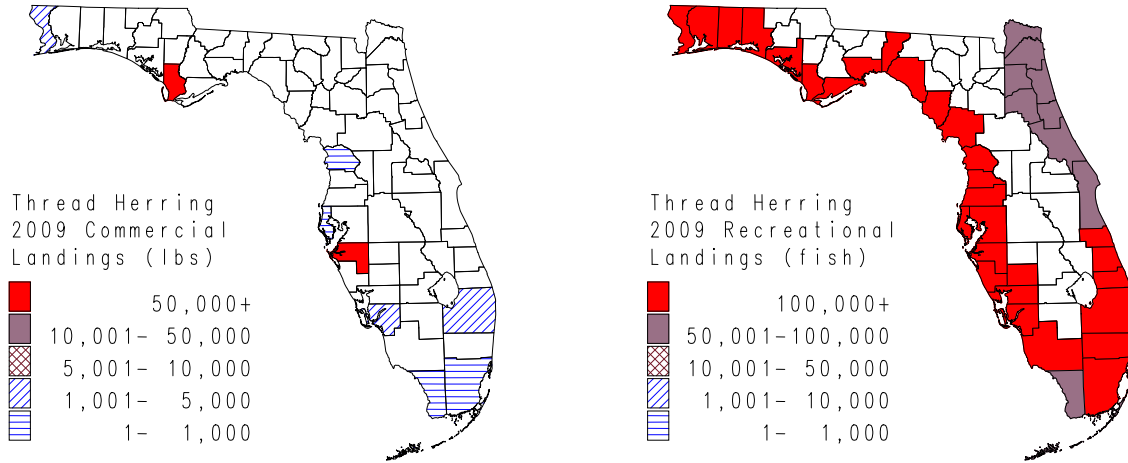 Thread Herring
2009 Commercial
Landings (lbs)
50,000+
10,001- 50,000
5,001- 10,000
1,001- 5,000
1- 1,000
Thread Herring
2009 Recreational
Landings (fish)
100,000+
50,001-100,000
10,001- 50,000
1,001- 10,000
1- 1,000